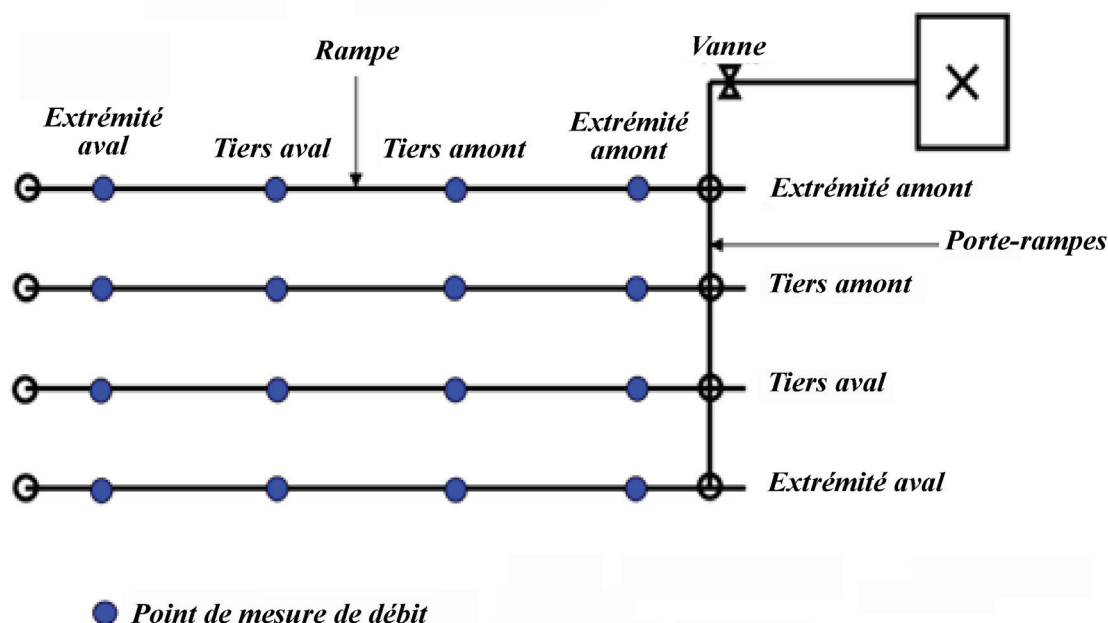 Vanne
Rampe
Extrémité
aval
Tiers aval
Tiers amont
Extrémité
amont
Extrémité amont
Porte-rampes
Tiers amont
Tiers aval
Extrémité aval
Point de mesure de débit